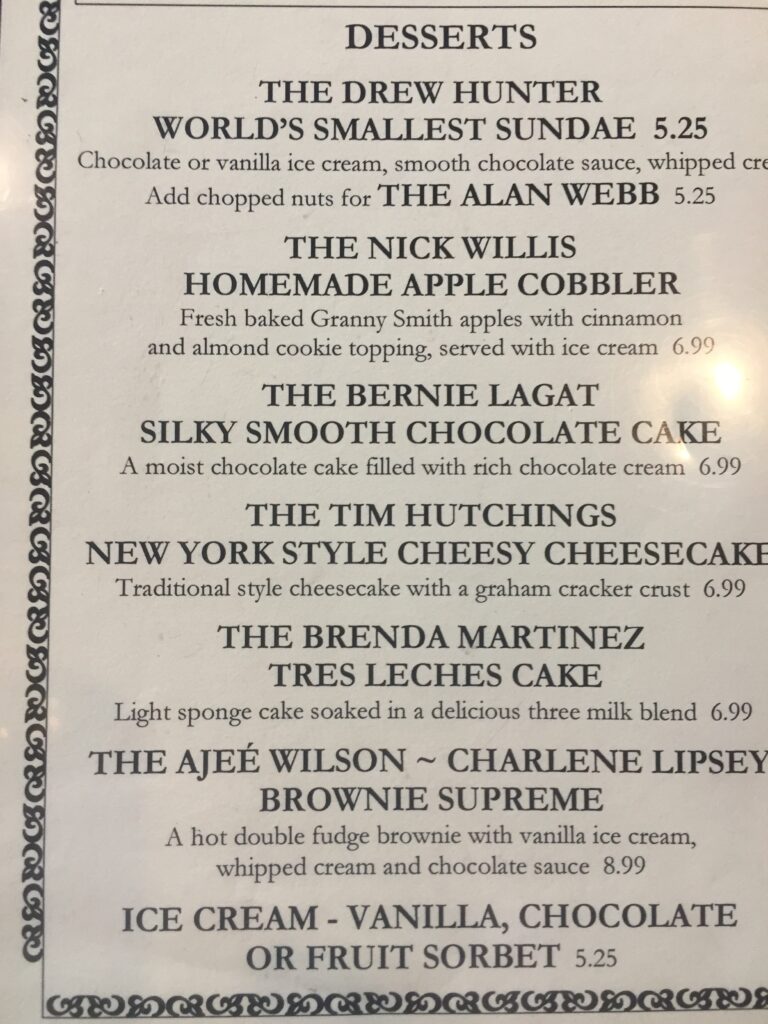 DESSERTS
THE DREW HUNTER
WORLD'S SMALLEST SUNDAE 5.25
Chocolate or vanilla ice cream, smooth chocolate sauce, whipped cre
Add chopped nuts for THE ALAN WEBB 5.25
THE NICK WILLIS
HOMEMADE APPLE COBBLER
Fresh baked Granny Smith apples with cinnamon
and almond cookie topping, served with ice cream 6.99
THE BERNIE LAGAT
SILKY SMOOTH CHOCOLATE CAKE
A moist chocolate cake filled with rich chocolate cream 6.99
THE TIM HUTCHINGS
NEW YORK STYLE CHEESY CHEESECAKE
Traditional style cheesecake with a graham cracker crust 6.99
THE BRENDA MARTINEZ
TRES LECHES CAKE
Light sponge cake soaked in a delicious three milk blend 6.99
THE AJEÉ WILSON ~ CHARLENE LIPSEY
BROWNIE SUPREME
A hot double fudge brownie with vanilla ice cream,
whipped cream and chocolate sauce 8.99
ICE CREAM - VANILLA, CHOCOLATE
OR FRUIT SORBET 5.25